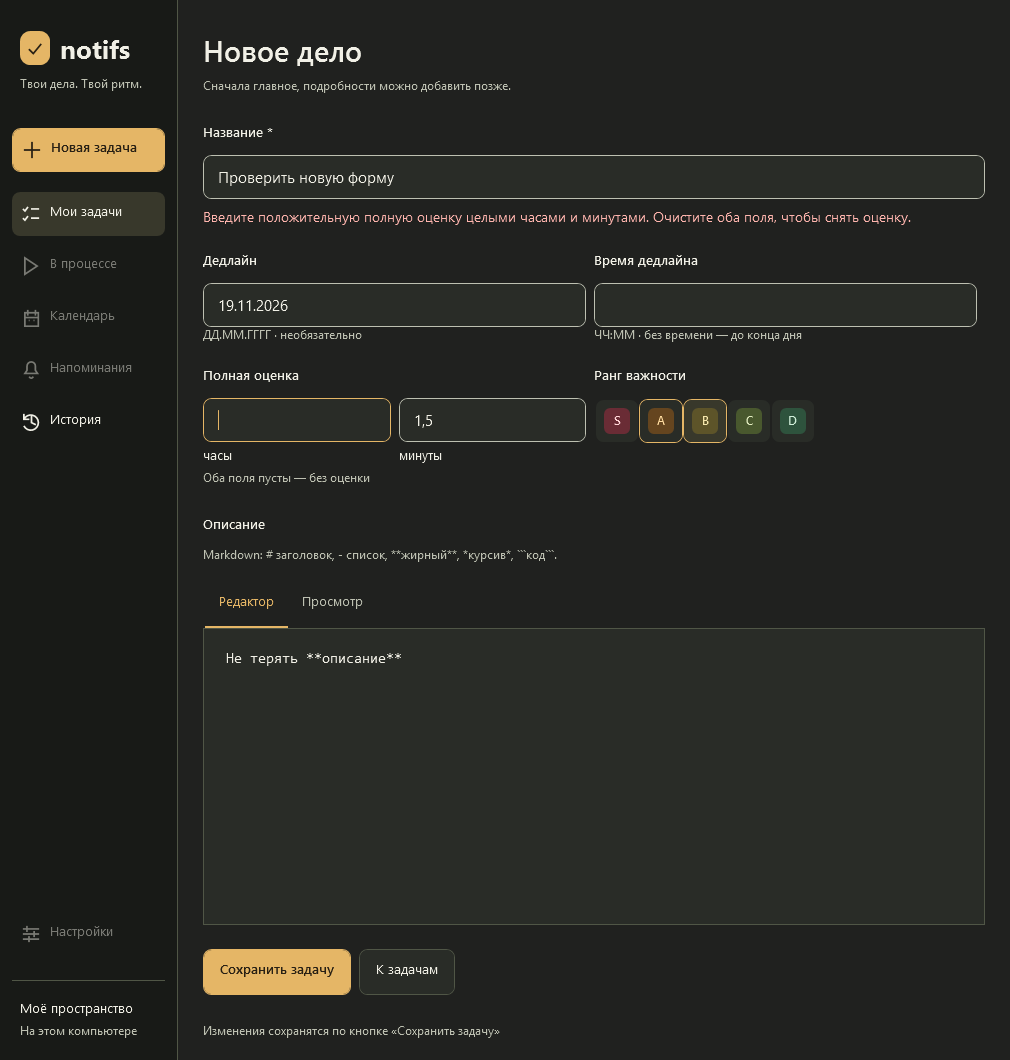 notifs
Твои дела. Твой ритм.
Новая задача
Мои задачи
В процессе
Календарь
Напоминания
История
Настройки
Моё пространство
На этом компьютере
Новое дело
Сначала главное, подробности можно добавить позже.
Название *
Проверить новую форму
Введите положительную полную оценку целыми часами и минутами. Очистите оба поля, чтобы снять оценку.
Дедлайн
Время дедлайна
19.11.2026
ДД.ММ.ГГГГ · необязательно
ЧЧ:ММ · без времени — до конца дня
Полная оценка
Ранг важности
1,5
S A B C D
часы
минуты
Оба поля пусты — без оценки
Описание
Markdown: # заголовок, - список, **жирный**, *курсив*, ```код```.
Редактор
Просмотр
Не терять **описание**
Сохранить задачу
К задачам
Изменения сохранятся по кнопке «Сохранить задачу»